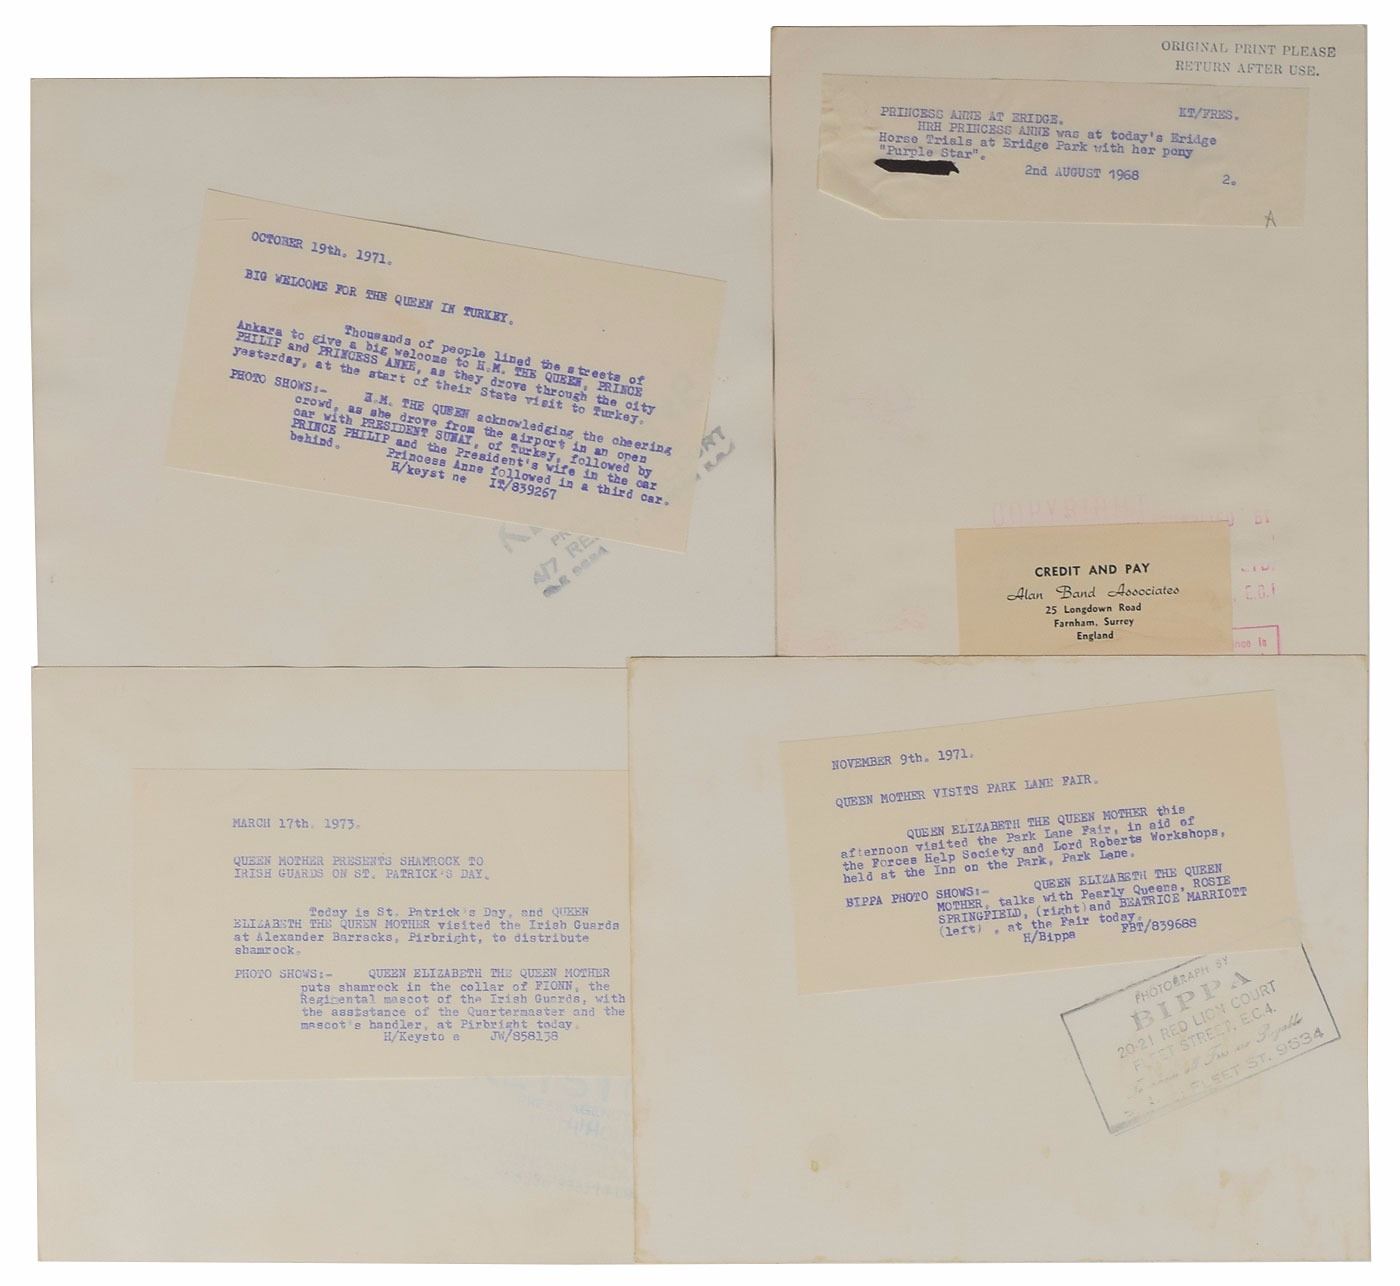 OCTOBER 19th. 1971.
BIG WELCOME FOR THE QUEEN IN TURKEY.
Thousands of people lined the streets of
Ankara to give a big welcome to H.M. THE QUEEN, PRINCE
PHILIP and PRINCESS ANNE, as they drove through the city
yesterday, at the start of their State visit to Turkey.
PHOTO SHOWS:- H.M. THE QUEEN acknowledging the cheering
crowd, as she drove from the airport in an open
car with PRESIDENT SUNAY, of Turkey, followed by
PRINCE PHILIP and the President's wife in the car
behind. Princess Anne followed in a third car.
H/keyst ne IT/839267
ORIGINAL PRINT PLEASE
RETURN AFTER USE.
PRINCESS ANNE AT ERIDGE. KT/FRES.
HRH PRINCESS ANNE was at today's Eridge
Horse Trials at Eridge Park with her pony
"Purple Star".
2nd AUGUST 1968 2.
A
COPYRIGHT
CREDIT AND PAY
Alan Band Associates
25 Longdown Road
Farnham, Surrey
England
MARCH 17th. 1973.
QUEEN MOTHER PRESENTS SHAMROCK TO
IRISH GUARDS ON ST. PATRICK'S DAY.
Today is St. Patrick's Day, and QUEEN
ELIZABETH THE QUEEN MOTHER visited the Irish Guards
at Alexander Barracks, Pirbright, to distribute
shamrock.
PHOTO SHOWS:- QUEEN ELIZABETH THE QUEEN MOTHER
puts shamrock in the collar of FIONN, the
Regimental mascot of the Irish Guards, with
the assistance of the Quartermaster and the
mascot's handler, at Pirbright today.
H/Keysto e JW/858158
NOVEMBER 9th. 1971.
QUEEN MOTHER VISITS PARK LANE FAIR.
QUEEN ELIZABETH THE QUEEN MOTHER this
afternoon visited the Park Lane Fair, in aid of
the Forces Help Society and Lord Roberts Workshops,
held at the Inn on the Park, Park Lane.
BIPPA PHOTO SHOWS:- QUEEN ELIZABETH THE QUEEN
MOTHER, talks with Pearly Queens, ROSIE
SPRINGFIELD, (right) and BEATRICE MARRIOTT
(left) , at the Fair today.
H/Bippa FBT/839688
PHOTOGRAPH BY
BIPPA
20-21 RED LION COURT
FLEET STREET, E.C.4.
FLEET ST. 9634